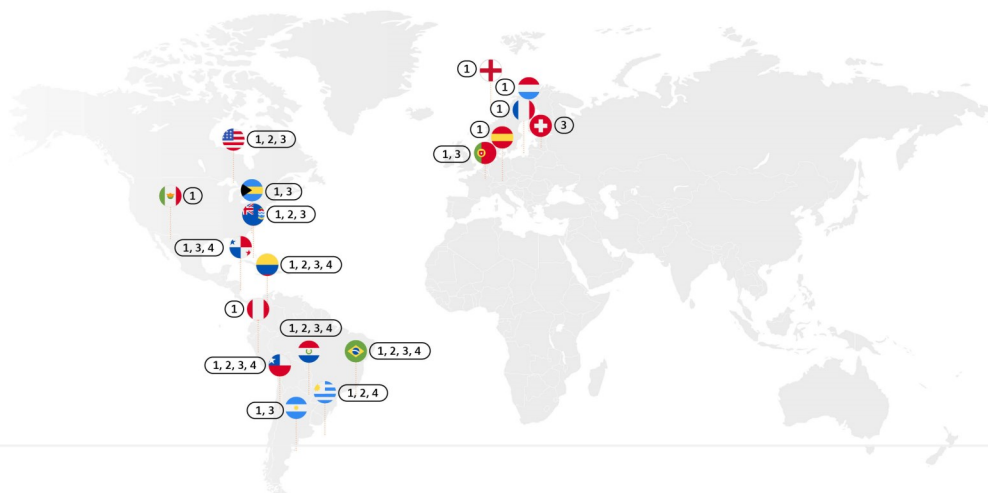 1
1
1
3
1
1, 3
1, 2, 3
1, 3
1
1, 2, 3
1, 3, 4
1, 2, 3, 4
1
1, 2, 3, 4
1, 2, 3, 4
1, 2, 3, 4
1, 2, 4
1, 3